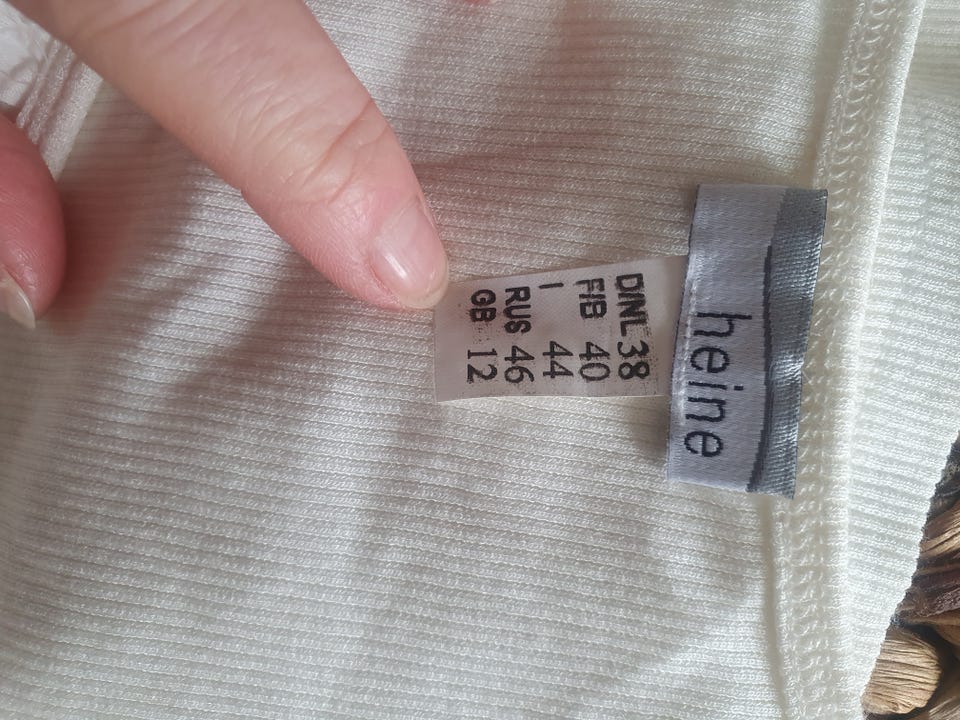 heine
D/NL 38
F/B 40
I 44
RUS 46
GB 12